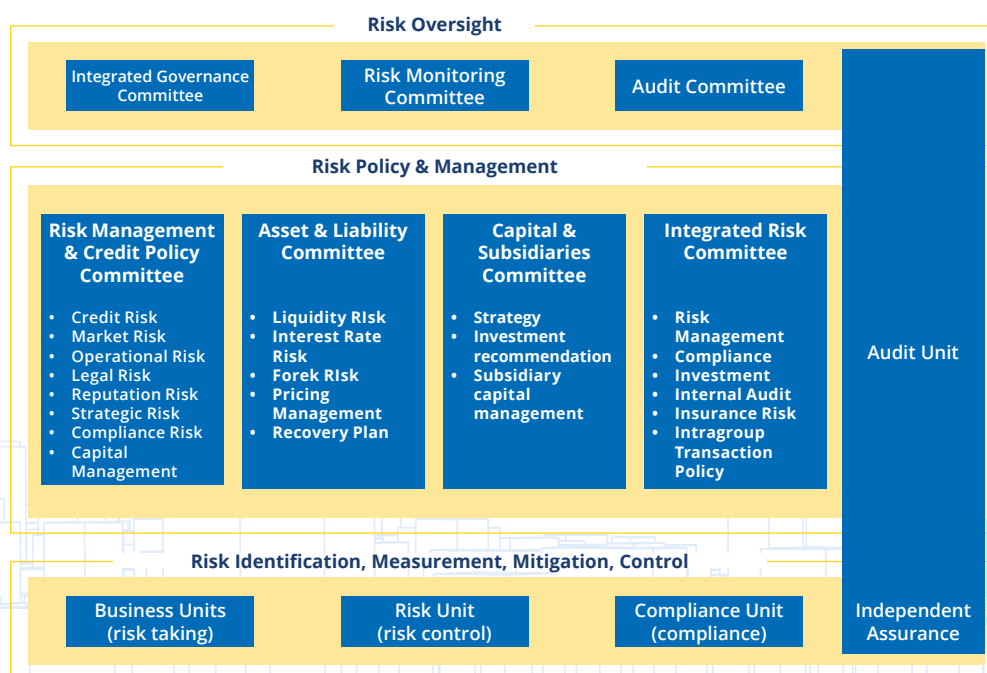 Risk Oversight
Integrated Governance
Committee
Risk Monitoring
Committee
Audit Committee
Risk Policy & Management
Risk Management
& Credit Policy
Committee
• Credit Risk
• Market Risk
• Operational Risk
• Legal Risk
• Reputation Risk
• Strategic Risk
• Compliance Risk
• Capital
Management
Asset & Liability
Committee
• Liquidity RIsk
• Interest Rate
Risk
• Forek RIsk
• Pricing
Management
• Recovery Plan
Capital &
Subsidiaries
Committee
• Strategy
• Investment
recommendation
• Subsidiary
capital
management
Integrated Risk
Committee
• Risk
Management
• Compliance
• Investment
• Internal Audit
• Insurance Risk
• Intragroup
Transaction
Policy
Audit Unit
Risk Identification, Measurement, Mitigation, Control
Business Units
(risk taking)
Risk Unit
(risk control)
Compliance Unit
(compliance)
Independent
Assurance